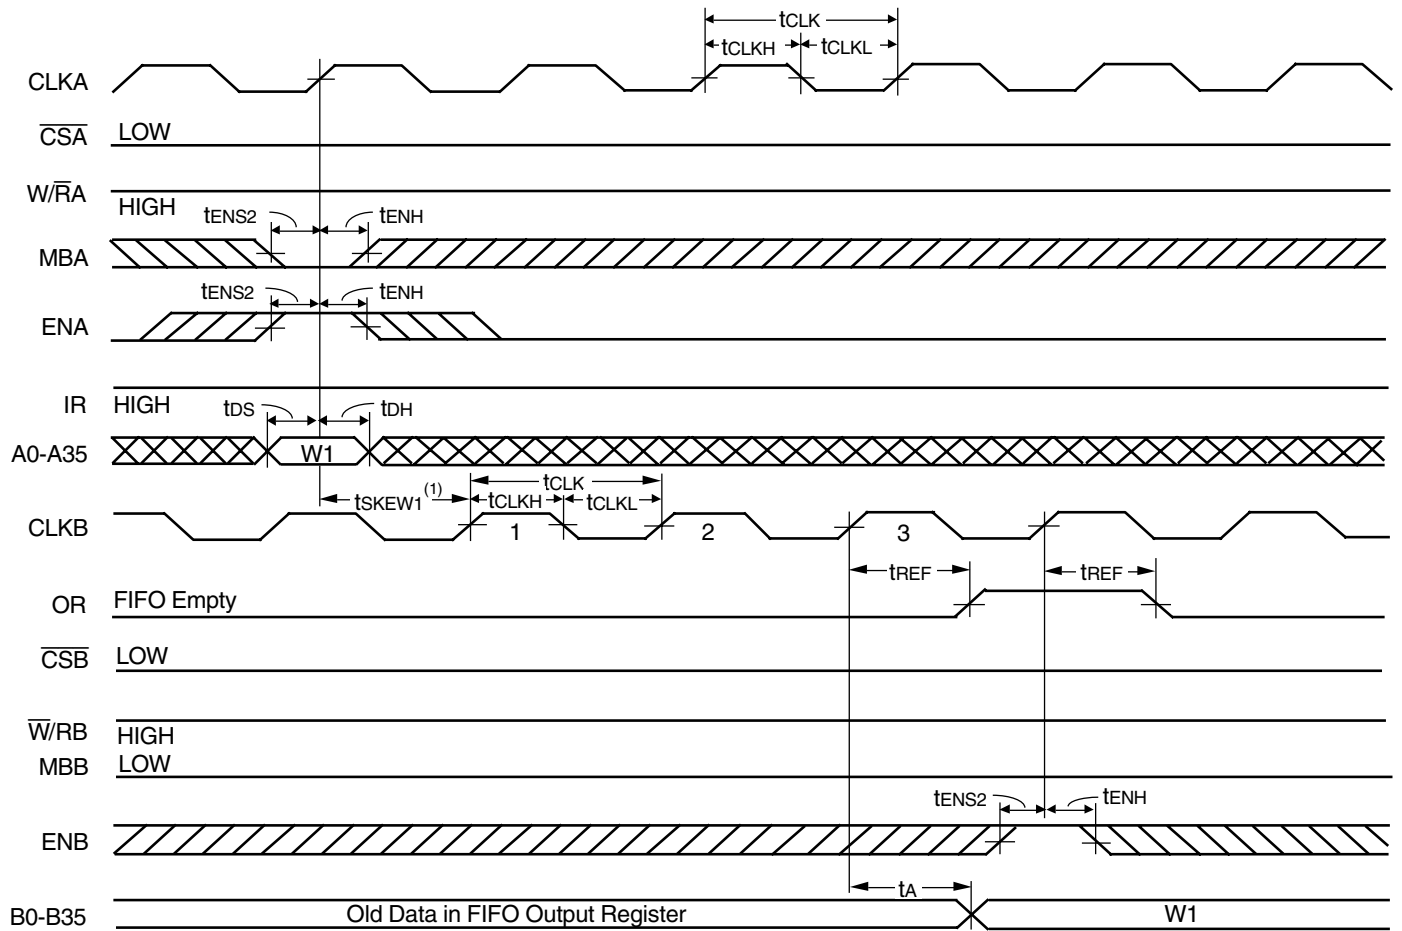 tCLK
tCLKH tCLKL
CLKA
CSA LOW
W/RA
HIGH
tENS2 tENH
MBA
tENS2 tENH
ENA
IR HIGH
tDS tDH
A0-A35 W1
tCLK
tSKEW1(1) tCLKH tCLKL
CLKB 1 2 3
tREF tREF
OR FIFO Empty
CSB LOW
W/RB HIGH
MBB LOW
tENS2 tENH
ENB
tA
B0-B35 Old Data in FIFO Output Register W1